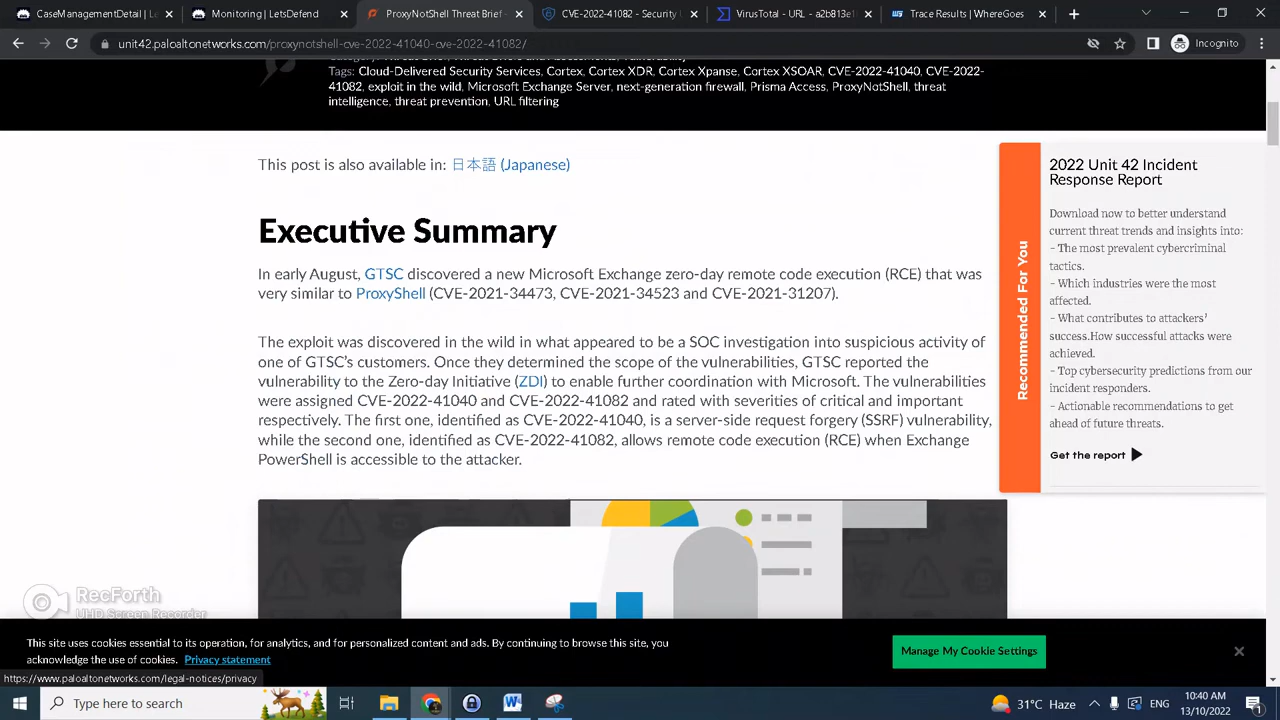 CaseManagementDetail | Le
Monitoring | LetsDefend
ProxyNotShell Threat Brief -
CVE-2022-41082 - Security U
VirusTotal - URL - a2b813e1
Trace Results | WhereGoes
unit42.paloaltonetworks.com/proxynotshell-cve-2022-41040-cve-2022-41082/
Incognito
Tags: Cloud-Delivered Security Services, Cortex, Cortex XDR, Cortex Xpanse, Cortex XSOAR, CVE-2022-41040, CVE-2022-
41082, exploit in the wild, Microsoft Exchange Server, next-generation firewall, Prisma Access, ProxyNotShell, threat
intelligence, threat prevention, URL filtering
This post is also available in: 日本語 (Japanese)
Executive Summary
In early August, GTSC discovered a new Microsoft Exchange zero-day remote code execution (RCE) that was
very similar to ProxyShell (CVE-2021-34473, CVE-2021-34523 and CVE-2021-31207).
The exploit was discovered in the wild in what appeared to be a SOC investigation into suspicious activity of
one of GTSC's customers. Once they determined the scope of the vulnerabilities, GTSC reported the
vulnerability to the Zero-day Initiative (ZDI) to enable further coordination with Microsoft. The vulnerabilities
were assigned CVE-2022-41040 and CVE-2022-41082 and rated with severities of critical and important
respectively. The first one, identified as CVE-2022-41040, is a server-side request forgery (SSRF) vulnerability,
while the second one, identified as CVE-2022-41082, allows remote code execution (RCE) when Exchange
PowerShell is accessible to the attacker.
Recommended For You
2022 Unit 42 Incident
Response Report
Download now to better understand
current threat trends and insights into:
- The most prevalent cybercriminal
tactics.
- Which industries were the most
affected.
- What contributes to attackers'
success.How successful attacks were
achieved.
- Top cybersecurity predictions from our
incident responders.
- Actionable recommendations to get
ahead of future threats.
Get the report
RecForth
UHD Screen Recorder
This site uses cookies essential to its operation, for analytics, and for personalized content and ads. By continuing to browse this site, you
acknowledge the use of cookies. Privacy statement
Manage My Cookie Settings
https://www.paloaltonetworks.com/legal-notices/privacy
Type here to search
31°C Haze
ENG
10:40 AM
13/10/2022